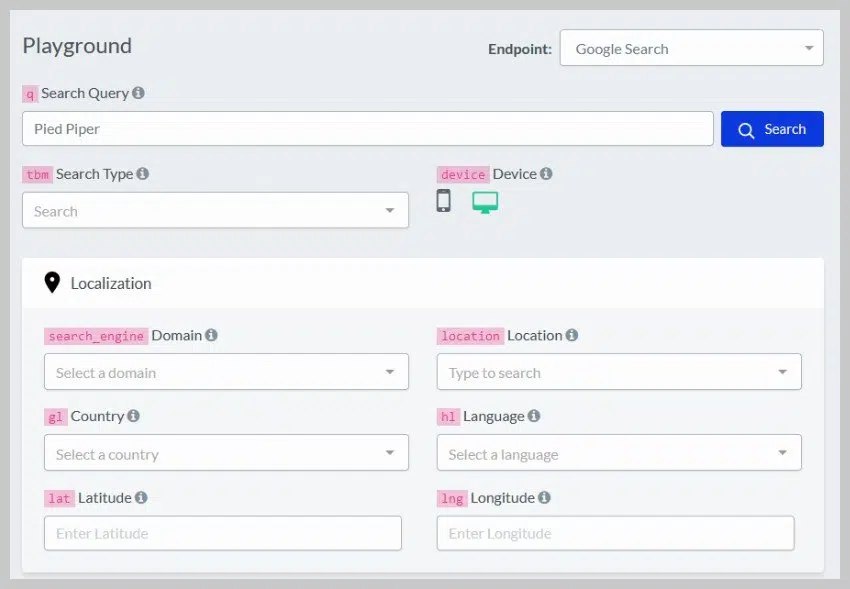 Playground
Endpoint: Google Search
q Search Query
Pied Piper
Search
tbm Search Type
device Device
Search
Localization
search_engine Domain
location Location
Select a domain
Type to search
gl Country
hl Language
Select a country
Select a language
lat Latitude
lng Longitude
Enter Latitude
Enter Longitude